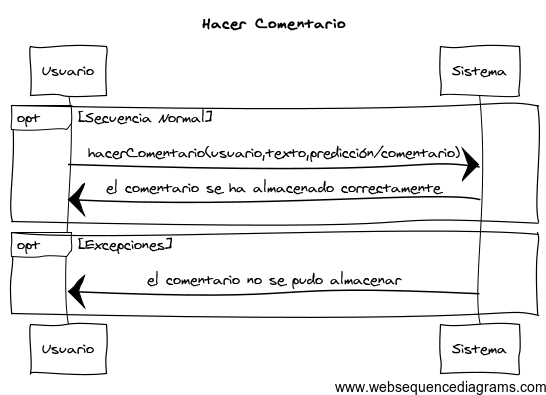 Hacer Comentario
Usuario
Sistema
opt
[Secuencia Normal]
hacerComentario(usuario,texto,predicción/comentario)
el comentario se ha almacenado correctamente
opt
[Excepciones]
el comentario no se pudo almacenar
Usuario
Sistema
www.websequencediagrams.com